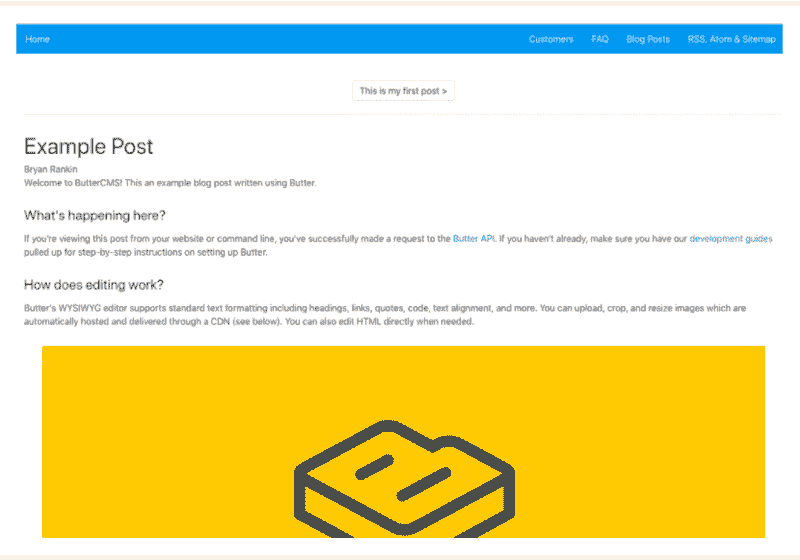 Home Customers FAQ Blog Posts RSS, Atom & Sitemap
This is my first post >
Example Post
Bryan Rankin
Welcome to ButterCMS! This an example blog post written using Butter.
What's happening here?
If you're viewing this post from your website or command line, you've successfully made a request to the Butter API. If you haven't already, make sure you have our development guides
pulled up for step-by-step instructions on setting up Butter.
How does editing work?
Butter's WYSIWYG editor supports standard text formatting including headings, links, quotes, code, text alignment, and more. You can upload, crop, and resize images which are
automatically hosted and delivered through a CDN (see below). You can also edit HTML directly when needed.